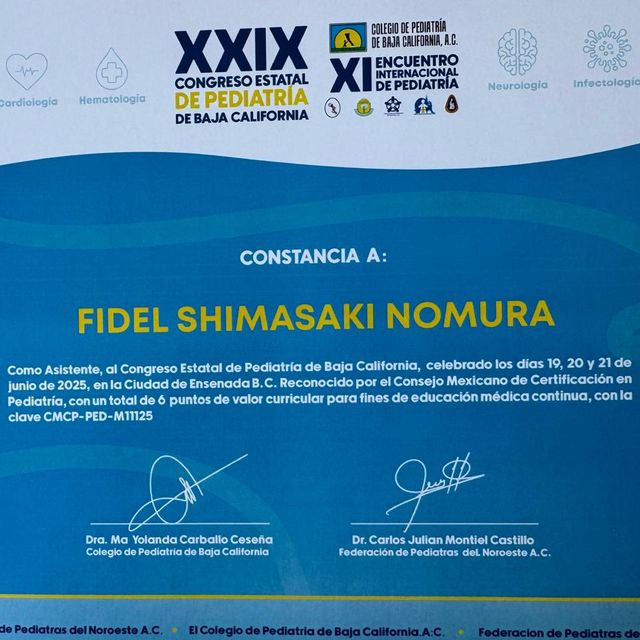 XXIX
CONGRESO ESTATAL
DE PEDIATRÍA
DE BAJA CALIFORNIA
COLEGIO DE PEDIATRÍA
DE BAJA CALIFORNIA, A.C.
XI ENCUENTRO
INTERNACIONAL
DE PEDIATRÍA
Cardiología
Hematología
Neurología
Infectología
CONSTANCIA A:
FIDEL SHIMASAKI NOMURA
Como Asistente, al Congreso Estatal de Pediatría de Baja California, celebrado los días 19, 20 y 21 de
junio de 2025, en la Ciudad de Ensenada B.C. Reconocido por el Consejo Mexicano de Certificación en
Pediatría, con un total de 6 puntos de valor curricular para fines de educación médica continua, con la
clave CMCP-PED-M11125
Dra. Ma Yolanda Carballo Ceseña
Colegio de Pediatría de Baja California
Dr. Carlos Julian Montiel Castillo
Federación de Pediatras del. Noroeste A.C.
de Pediatras del Noroeste A.C. • El Colegio de Pediatria de Baja California.A.C. • Federacion de Pediatras de